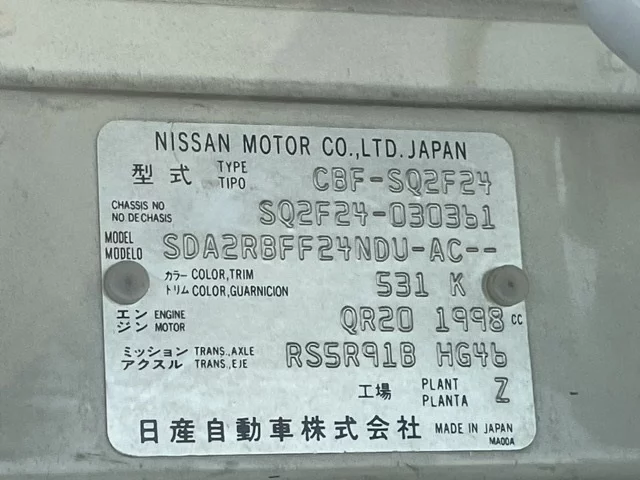 NISSAN MOTOR CO.,LTD. JAPAN
型式 TYPE TIPO CBF-SQ2F24
CHASSIS NO NO DE CHASIS SQ2F24-030361
MODEL MODELO SDA2RBFF24NDU-AC--
カラー COLOR,TRIM トリム COLOR,GUARNICION 531 K
エンジン ENGINE MOTOR QR20 1998 cc
ミッション TRANS.,AXLE アクスル TRANS.,EJE RS5R91B HG46
工場 PLANT PLANTA Z
日産自動車株式会社 MADE IN JAPAN
MA00A